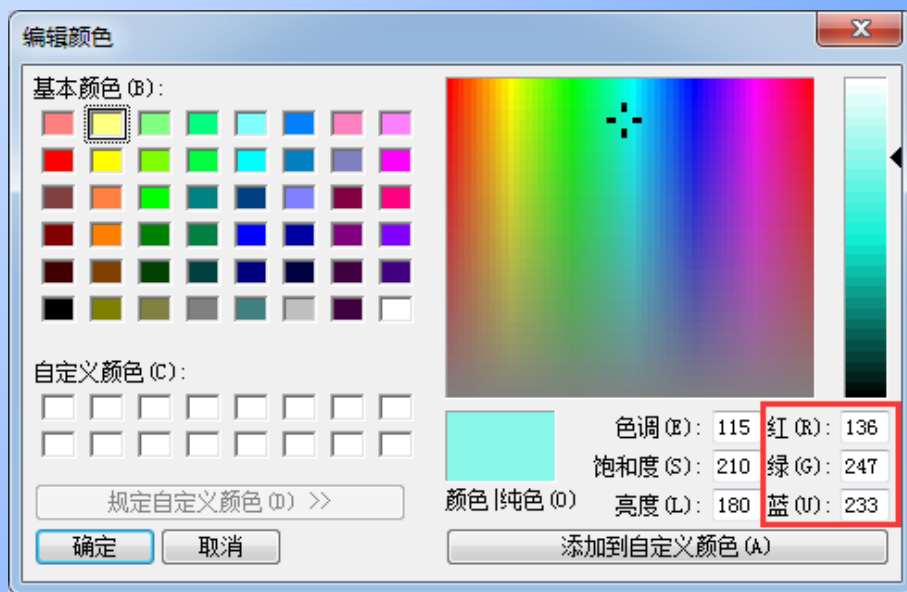 编辑颜色
基本颜色(B):
自定义颜色(C):
规定自定义颜色(D) >>
确定 取消
颜色|纯色(O)
色调(E): 115 红(R): 136
饱和度(S): 210 绿(G): 247
亮度(L): 180 蓝(U): 233
添加到自定义颜色(A)